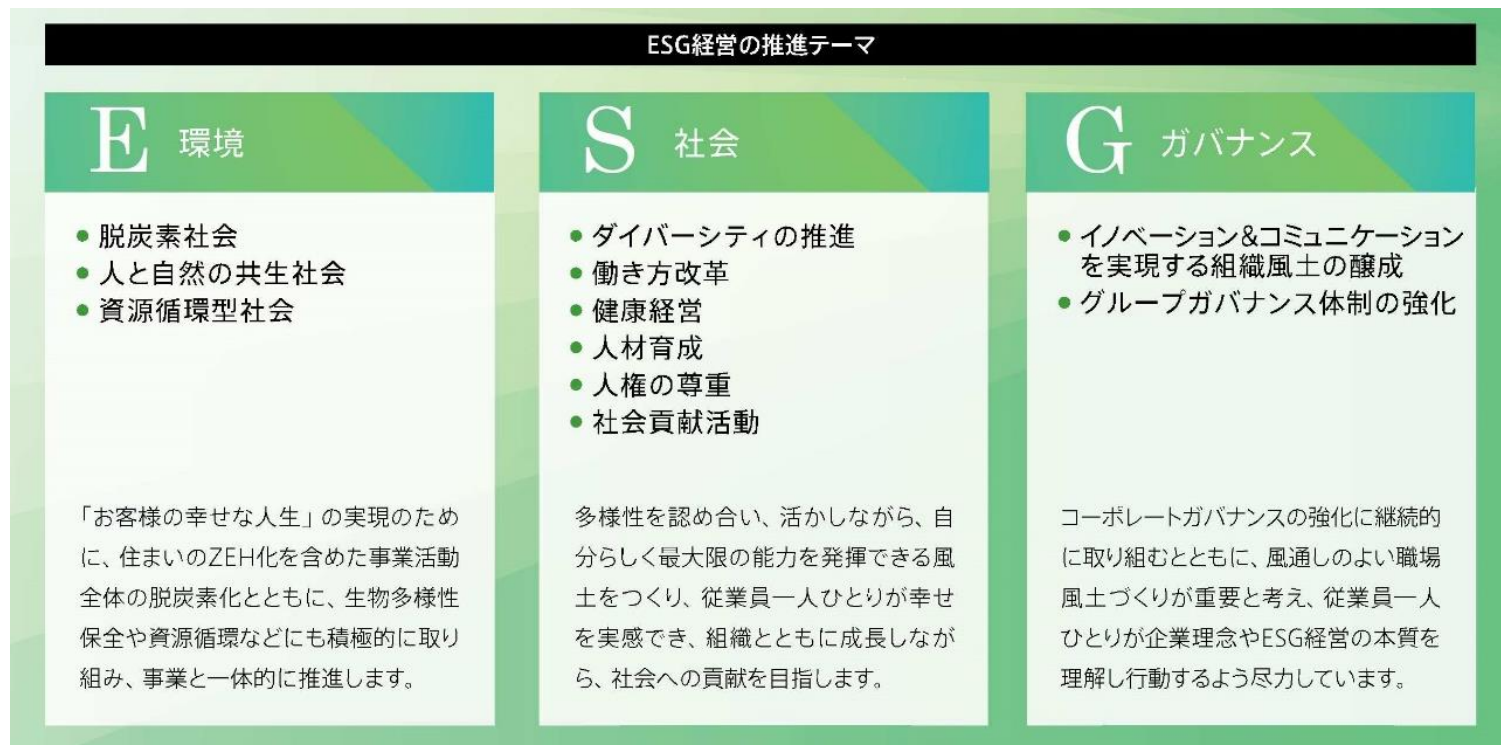 ESG経営の推進テーマ
E 環境
● 脱炭素社会
● 人と自然の共生社会
● 資源循環型社会
「お客様の幸せな人生」の実現のため
に、住まいのZEH化を含めた事業活動
全体の脱炭素化とともに、生物多様性
保全や資源循環などにも積極的に取り
組み、事業と一体的に推進します。
S 社会
● ダイバーシティの推進
● 働き方改革
● 健康経営
● 人材育成
● 人権の尊重
● 社会貢献活動
多様性を認め合い、活かしながら、自
分らしく最大限の能力を発揮できる風
土をつくり、従業員一人ひとりが幸せ
を実感でき、組織とともに成長しなが
ら、社会への貢献を目指します。
G ガバナンス
● イノベーション&コミュニケーション
を実現する組織風土の醸成
● グループガバナンス体制の強化
コーポレートガバナンスの強化に継続的
に取り組むとともに、風通しのよい職場
風土づくりが重要と考え、従業員一人
ひとりが企業理念やESG経営の本質を
理解し行動するよう尽力しています。